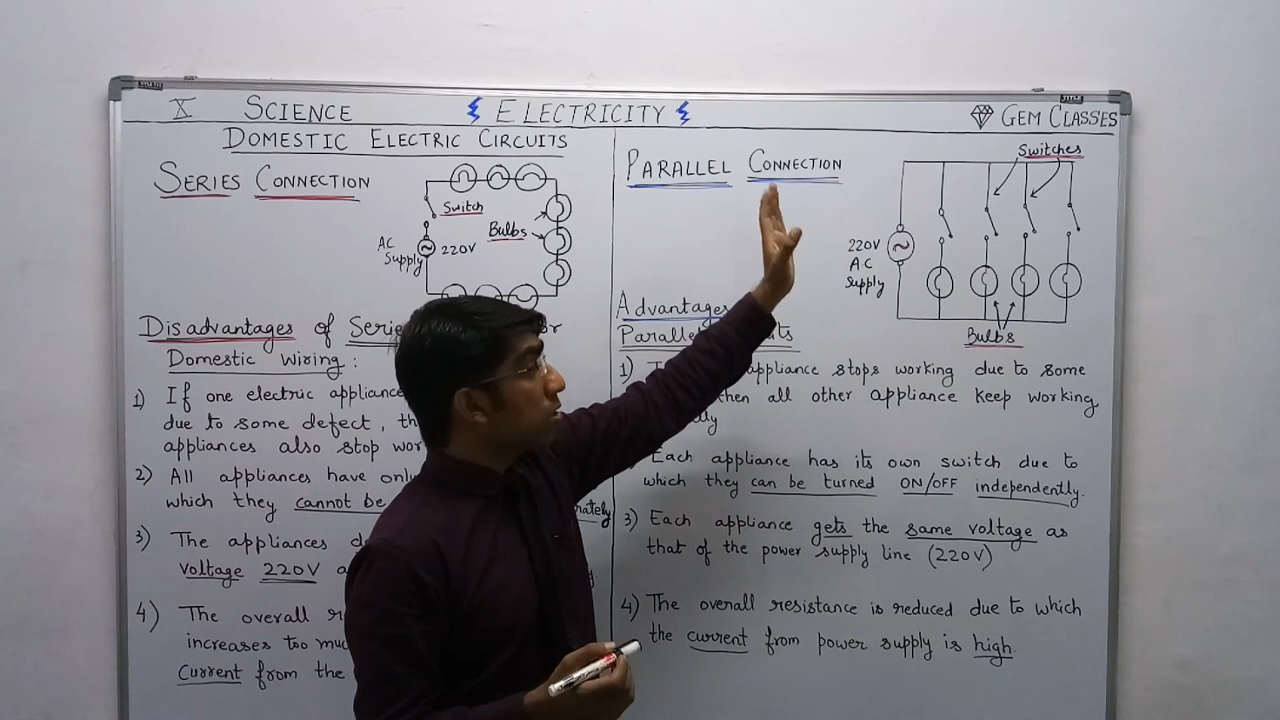 X SCIENCE ELECTRICITY GEM CLASSES
DOMESTIC ELECTRIC CIRCUITS
SERIES CONNECTION
Switch
Bulbs
AC
Supply
220V
Disadvantages of Serie
Domestic Wiring :
1) If one electric appliance
due to some defect, th
appliances also stop wor
2) All appliances have onl
which they cannot be
3) The appliances d
voltage 220V a
4) The overall r
increases too muc
Current from the
PARALLEL CONNECTION
Switches
220V
AC
Supply
Bulbs
Advantages
Paralle
1) appliance stops working due to some
then all other appliance keep working
Each appliance has its own switch due to
which they can be turned ON/OFF independently.
3) Each appliance gets the same voltage as
that of the power supply line (220V)
4) The overall resistance is reduced due to which
the current from power supply is high.